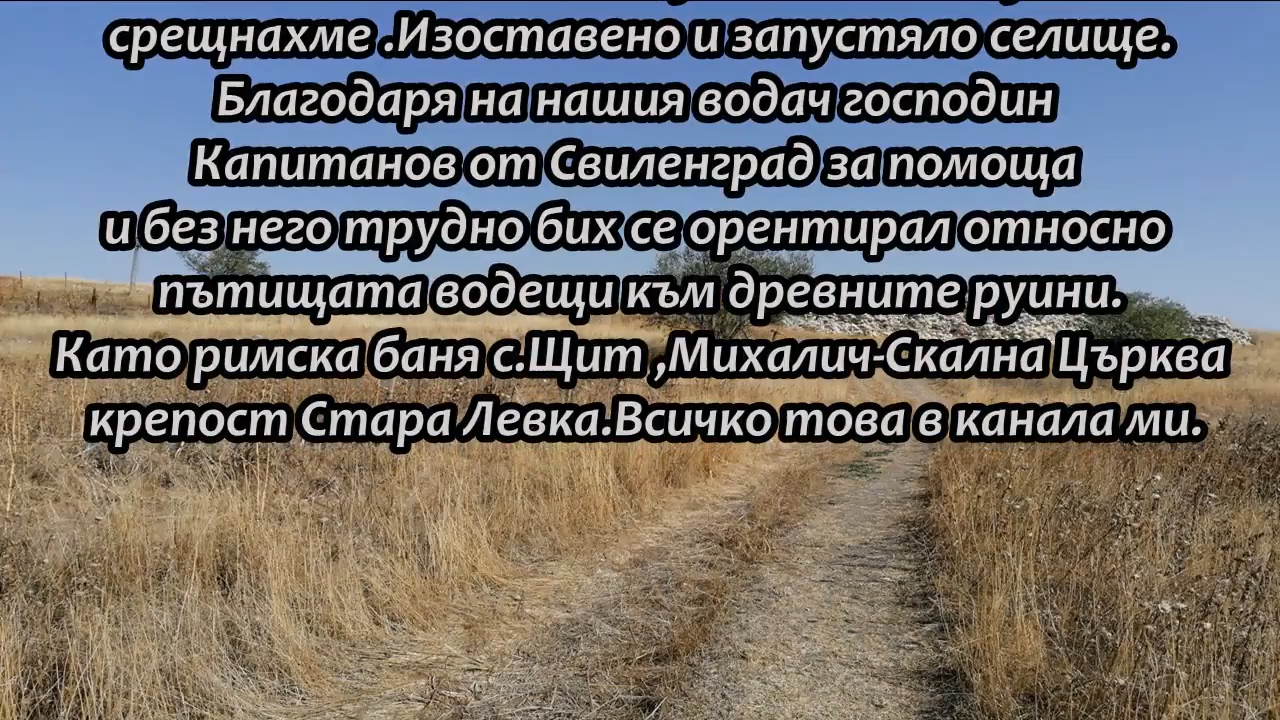 срещнахме .Изоставено и запустяло селище.
Благодаря на нашия водач господин
Капитанов от Свиленград за помоща
и без него трудно бих се орентирал относно
пътищата водещи към древните руини.
Като римска баня с.Щит ,Михалич-Скална Църква
крепост Стара Левка.Всичко това в канала ми.